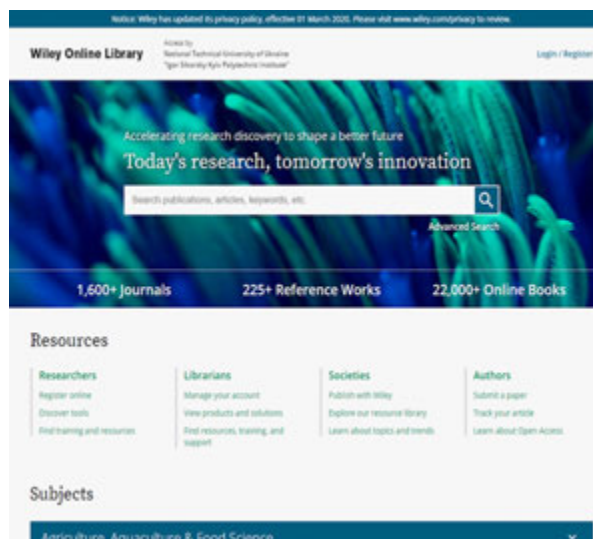 Notice: Wiley has updated its privacy policy, effective 01 March 2020. Please visit www.wiley.com/privacy to review.
Wiley Online Library
Access by
National Technical University of Ukraine
"Igor Sikorsky Kyiv Polytechnic Institute"
Login / Register
Accelerating research discovery to shape a better future
Today's research, tomorrow's innovation
Search publications, articles, keywords, etc.
Advanced Search
1,600+ Journals 225+ Reference Works 22,000+ Online Books
Resources
Researchers Librarians Societies Authors
Register online Manage your account Publish with Wiley Submit a paper
Discover tools View products and solutions Explore our resource library Track your article
Find training and resources Find resources, training, and Learn about topics and trends Learn about Open Access
support
Subjects
Agriculture, Aquaculture & Food Science